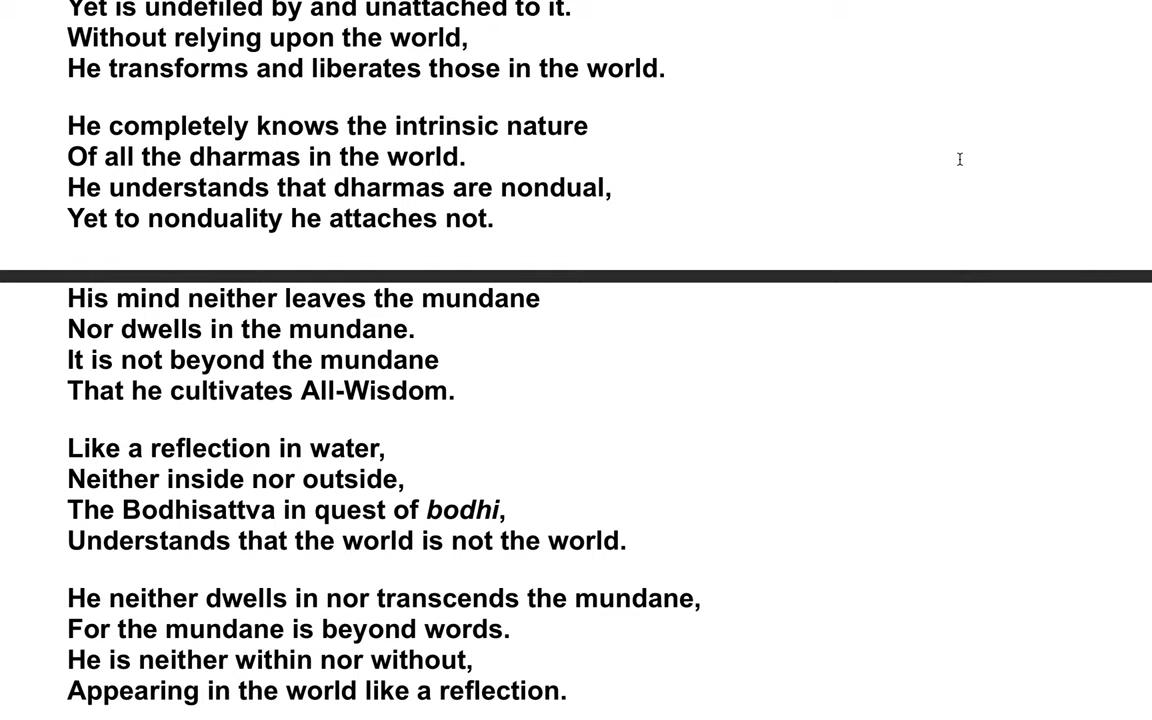 Yet is undefiled by and unattached to it.
Without relying upon the world,
He transforms and liberates those in the world.
He completely knows the intrinsic nature
Of all the dharmas in the world.
He understands that dharmas are nondual,
Yet to nonduality he attaches not.
His mind neither leaves the mundane
Nor dwells in the mundane.
It is not beyond the mundane
That he cultivates All-Wisdom.
Like a reflection in water,
Neither inside nor outside,
The Bodhisattva in quest of bodhi,
Understands that the world is not the world.
He neither dwells in nor transcends the mundane,
For the mundane is beyond words.
He is neither within nor without,
Appearing in the world like a reflection.